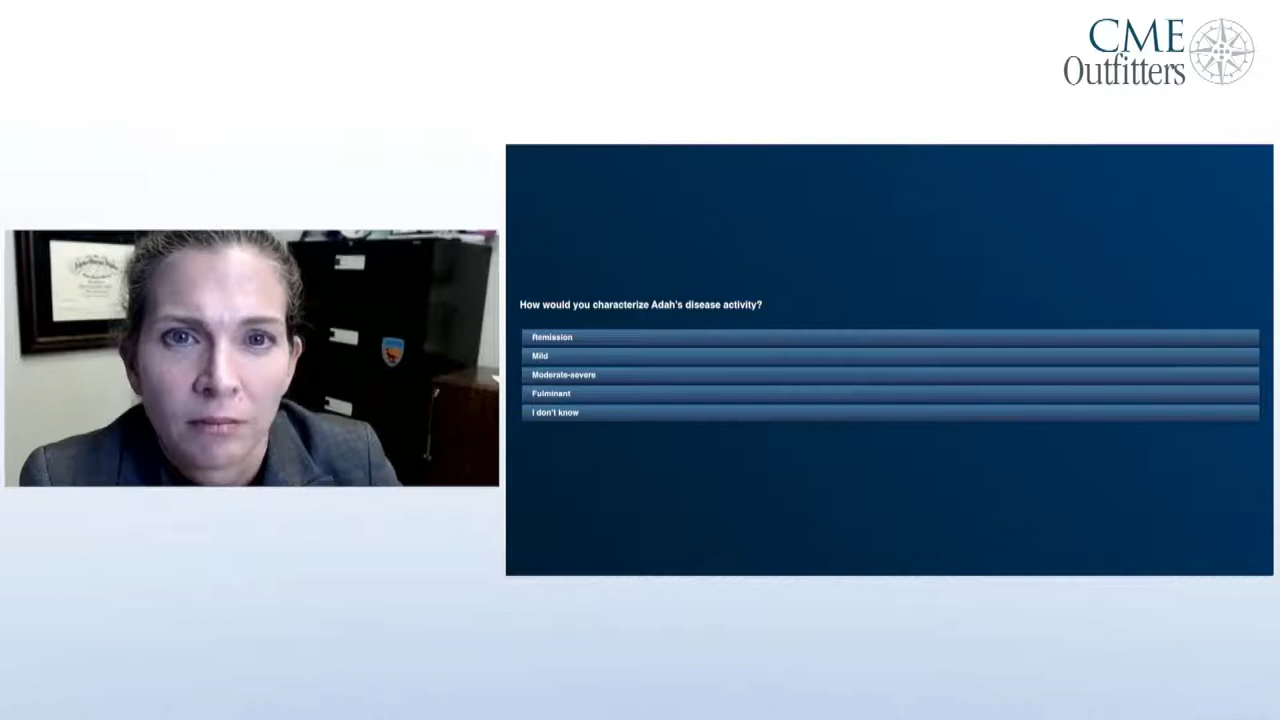 CME
Outfitters
How would you characterize Adah's disease activity?
Remission
Mild
Moderate-severe
Fulminant
I don't know